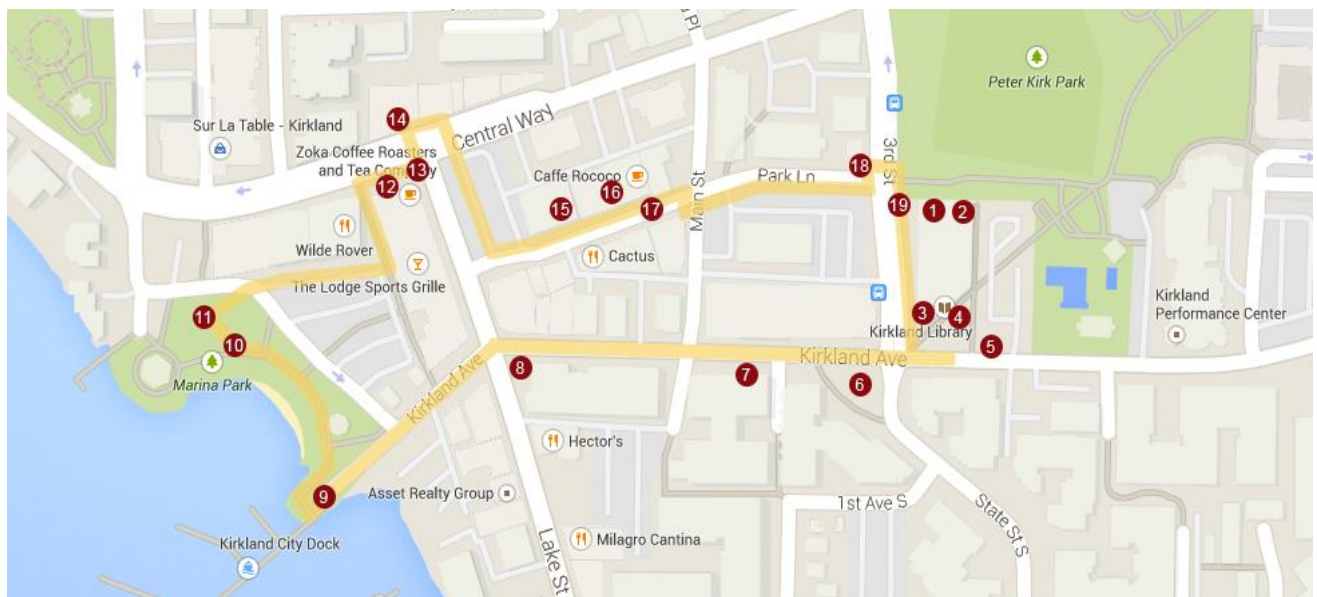 Pl
Peter Kirk Park
Sur La Table - Kirkland
14
Central Way
3rd St
Zoka Coffee Roasters
and Tea Company
13
12
Caffe Rococo
16
18
Park Ln
15
17
Main St
19
1
2
Wilde Rover
Cactus
The Lodge Sports Grille
11
10
Marina Park
3
4
Kirkland Library
Kirkland
Performance Center
5
Kirkland Ave
Kirkland Ave
8
7
6
Hector's
Asset Realty Group
9
1st Ave S
State St S
Kirkland City Dock
Lake St
Milagro Cantina